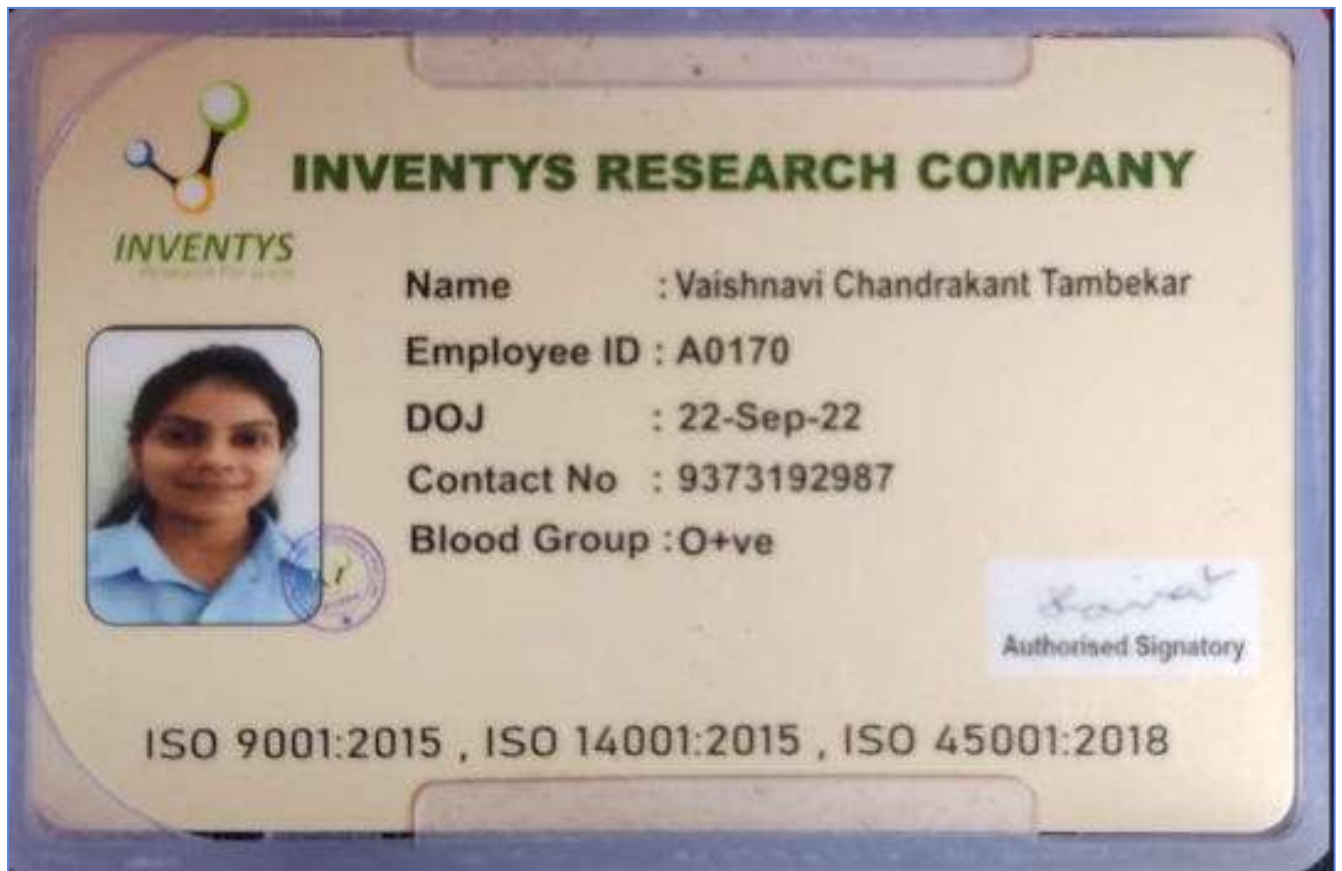 INVENTYS RESEARCH COMPANY
INVENTYS
Name : Vaishnavi Chandrakant Tambekar
Employee ID : A0170
DOJ : 22-Sep-22
Contact No : 9373192987
Blood Group : O+ve
Authorised Signatory
ISO 9001:2015 , ISO 14001:2015 , ISO 45001:2018